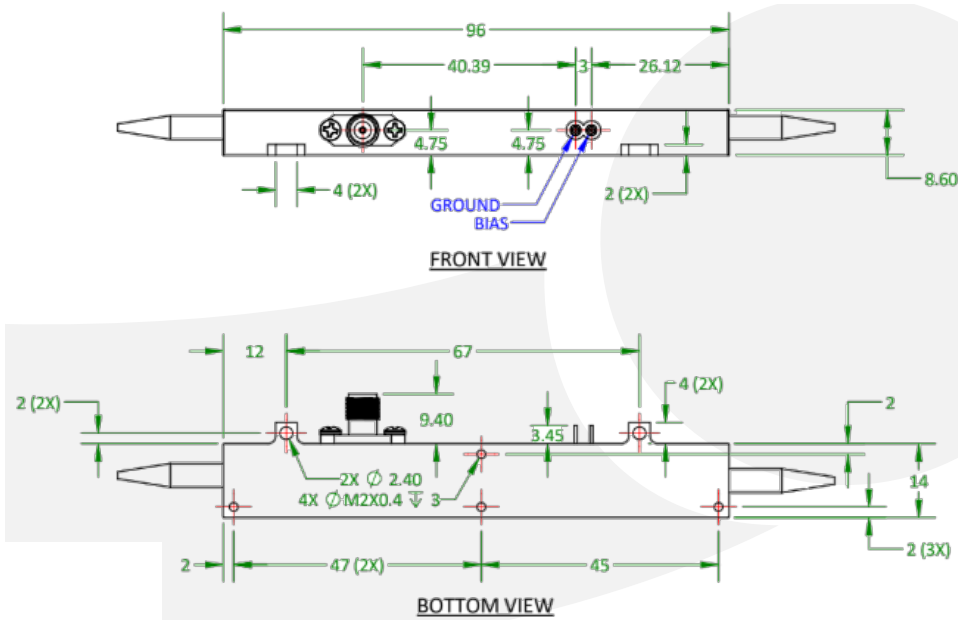 96
40.39 3 26.12
4.75 4.75
8.60
4 (2X) 2 (2X)
GROUND
BIAS
FRONT VIEW
12 67
2 (2X) 4 (2X) 2
9.40
3.45
2X Ø 2.40
4X Ø M2X0.4 ↧ 3
14
2 (3X)
2 47 (2X) 45
BOTTOM VIEW